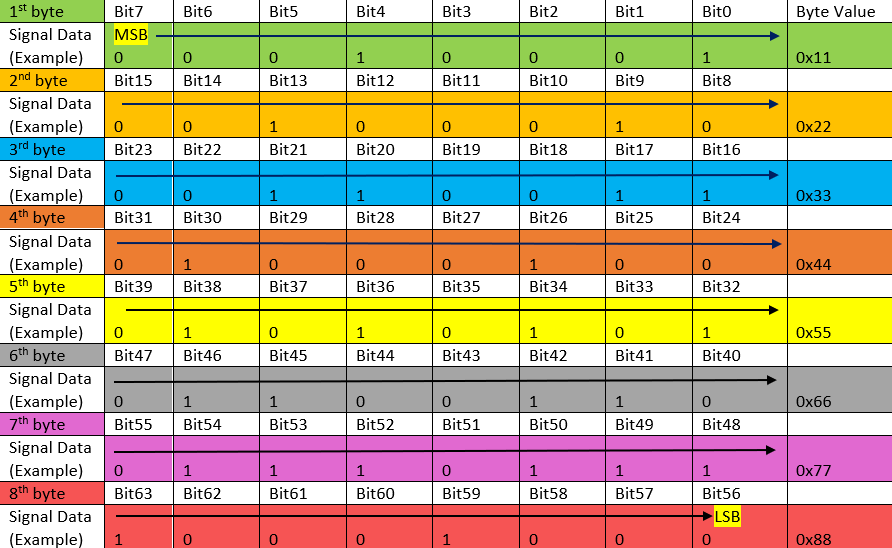 1st byte Bit7 Bit6 Bit5 Bit4 Bit3 Bit2 Bit1 Bit0 Byte Value
Signal Data MSB
(Example) 0 0 0 1 0 0 0 1 0x11
2nd byte Bit15 Bit14 Bit13 Bit12 Bit11 Bit10 Bit9 Bit8
Signal Data
(Example) 0 0 1 0 0 0 1 0 0x22
3rd byte Bit23 Bit22 Bit21 Bit20 Bit19 Bit18 Bit17 Bit16
Signal Data
(Example) 0 0 1 1 0 0 1 1 0x33
4th byte Bit31 Bit30 Bit29 Bit28 Bit27 Bit26 Bit25 Bit24
Signal Data
(Example) 0 1 0 0 0 1 0 0 0x44
5th byte Bit39 Bit38 Bit37 Bit36 Bit35 Bit34 Bit33 Bit32
Signal Data
(Example) 0 1 0 1 0 1 0 1 0x55
6th byte Bit47 Bit46 Bit45 Bit44 Bit43 Bit42 Bit41 Bit40
Signal Data
(Example) 0 1 1 0 0 1 1 0 0x66
7th byte Bit55 Bit54 Bit53 Bit52 Bit51 Bit50 Bit49 Bit48
Signal Data
(Example) 0 1 1 1 0 1 1 1 0x77
8th byte Bit63 Bit62 Bit61 Bit60 Bit59 Bit58 Bit57 Bit56
Signal Data LSB
(Example) 1 0 0 0 1 0 0 0 0x88